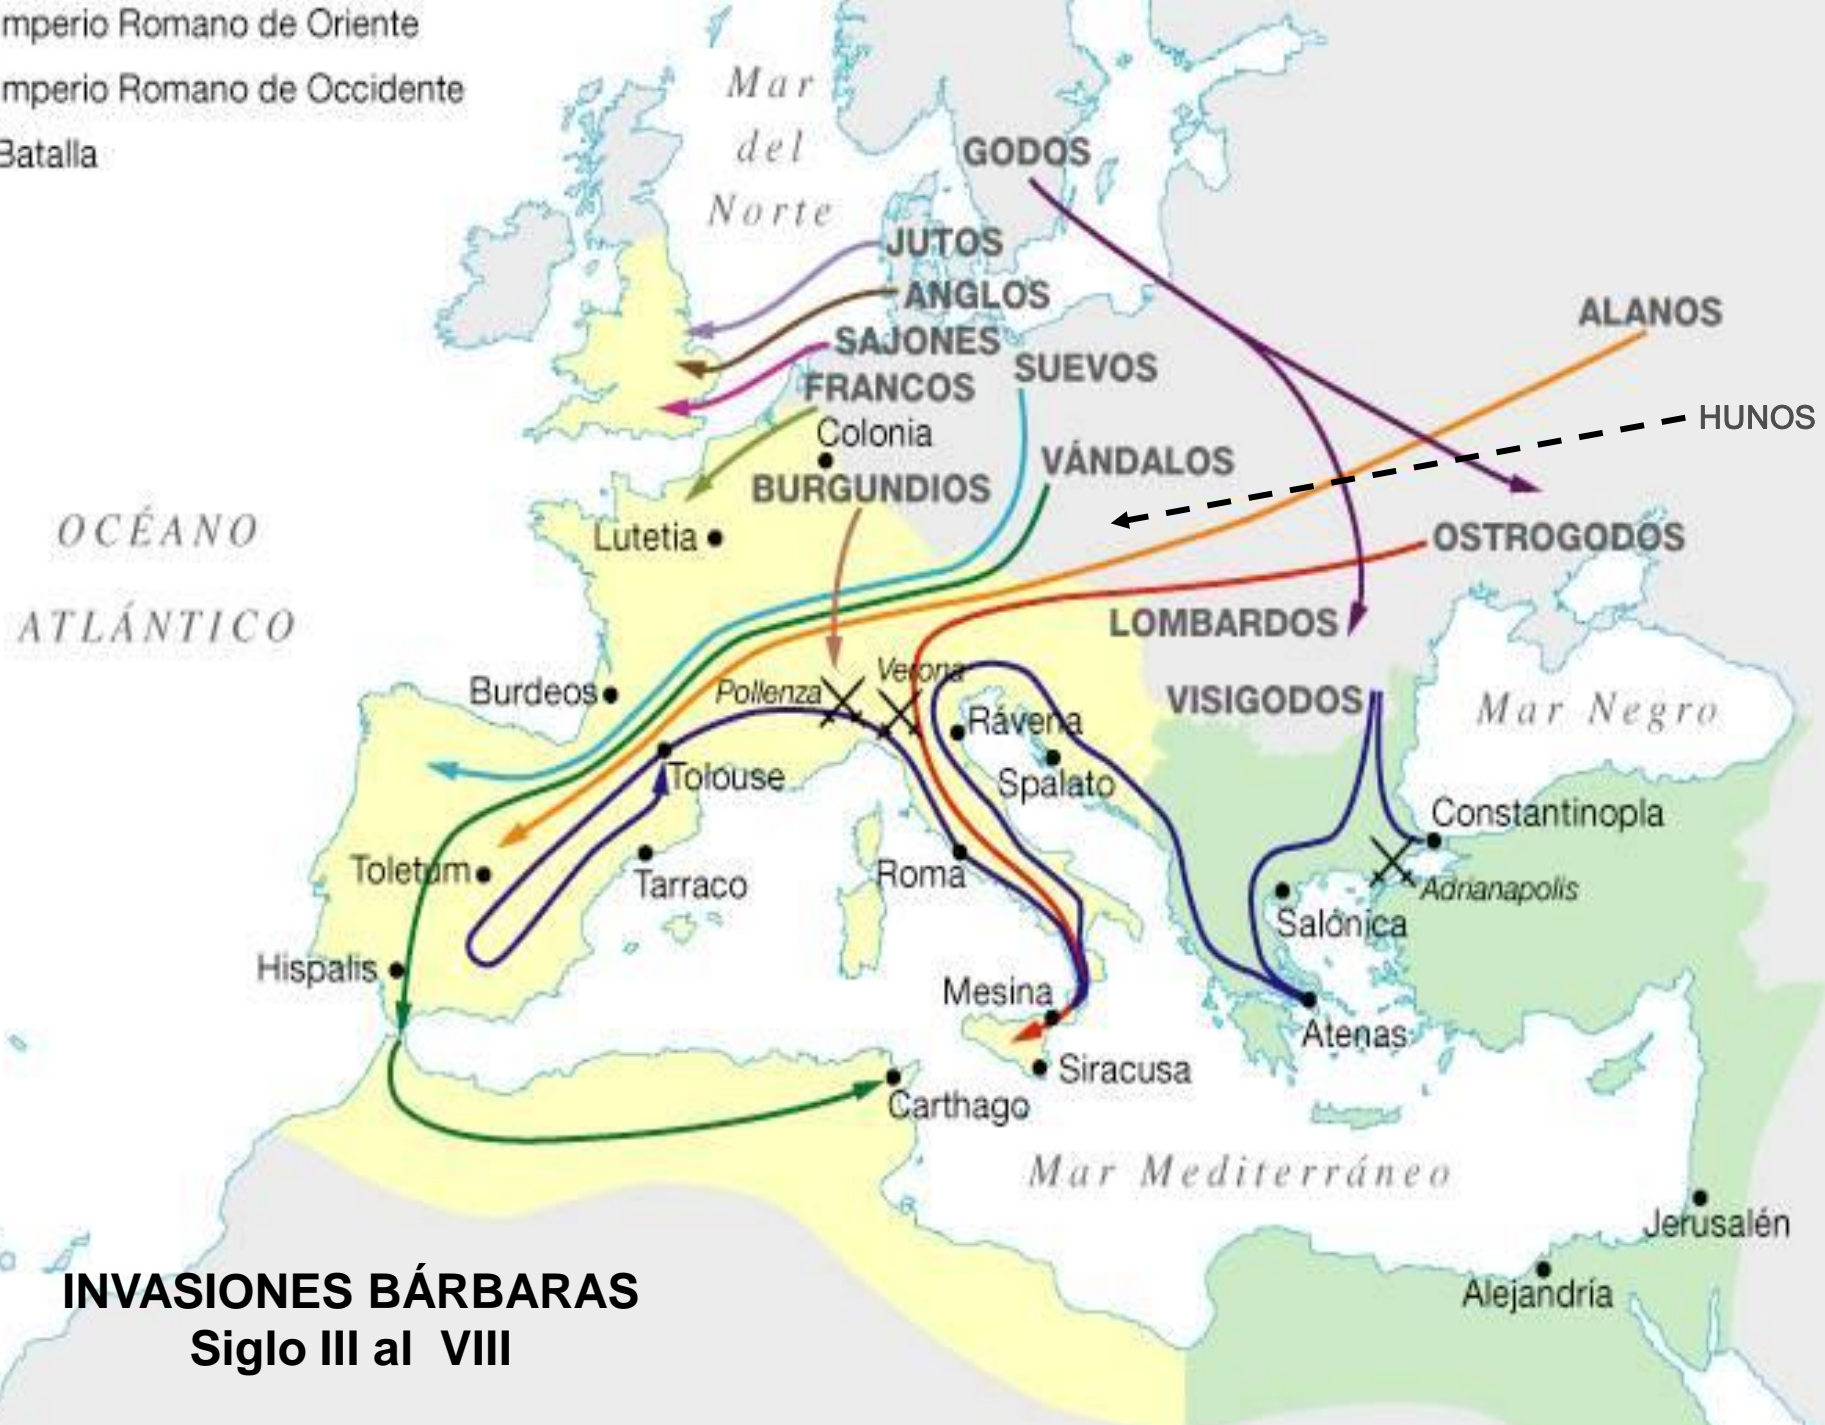 mperio Romano de Oriente
mperio Romano de Occidente
Batalla
Mar
del
Norte
GODOS
JUTOS
ANGLOS
SAJONES
FRANCOS
SUEVOS
ALANOS
HUNOS
Colonia
VÁNDALOS
BURGUNDIOS
Lutetia
OCÉANO
ATLÁNTICO
OSTROGODOS
LOMBARDOS
VISIGODOS
Mar Negro
Burdeos
Pollenza
Verona
Rávena
Spalato
Tolouse
Constantinopla
Adrianapolis
Toletum
Tarraco
Roma
Salónica
Hispalis
Mesina
Atenas
Siracusa
Carthago
Mar Mediterráneo
Jerusalén
Alejandría
INVASIONES BÁRBARAS
Siglo III al VIII